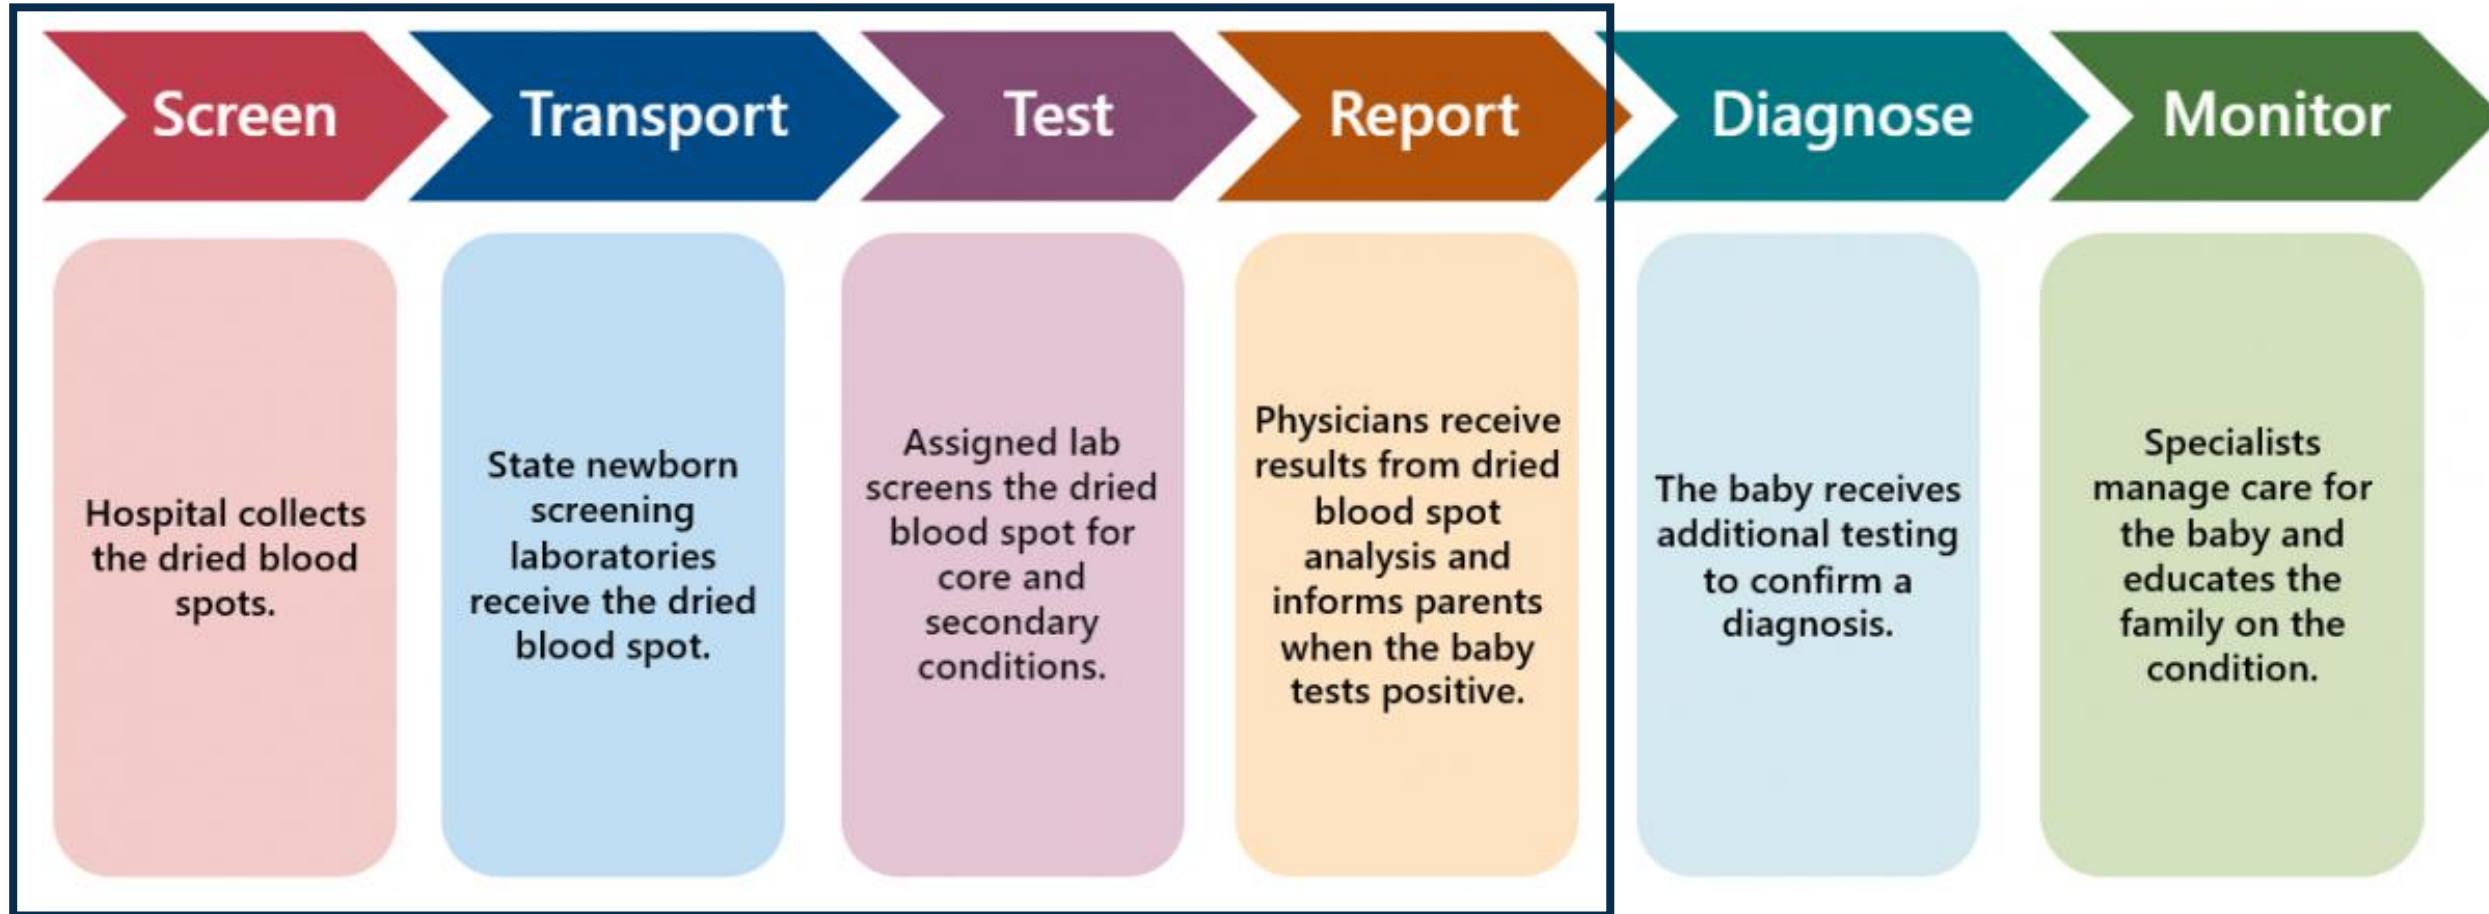 Screen
Transport
Test
Report
Diagnose
Monitor
Hospital collects
the dried blood
spots.
State newborn
screening
laboratories
receive the dried
blood spot.
Assigned lab
screens the dried
blood spot for
core and
secondary
conditions.
Physicians receive
results from dried
blood spot
analysis and
informs parents
when the baby
tests positive.
The baby receives
additional testing
to confirm a
diagnosis.
Specialists
manage care for
the baby and
educates the
family on the
condition.